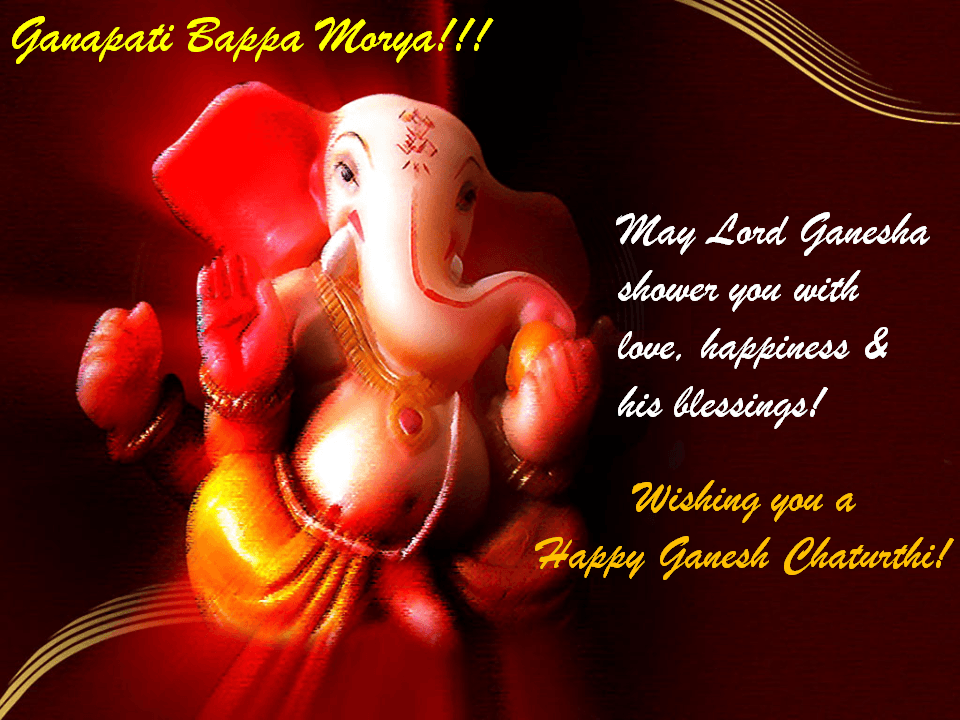 Ganapati Bappa Morya!!!
May Lord Ganesha
shower you with
love, happiness &
his blessings!
Wishing you a
Happy Ganesh Chaturthi!